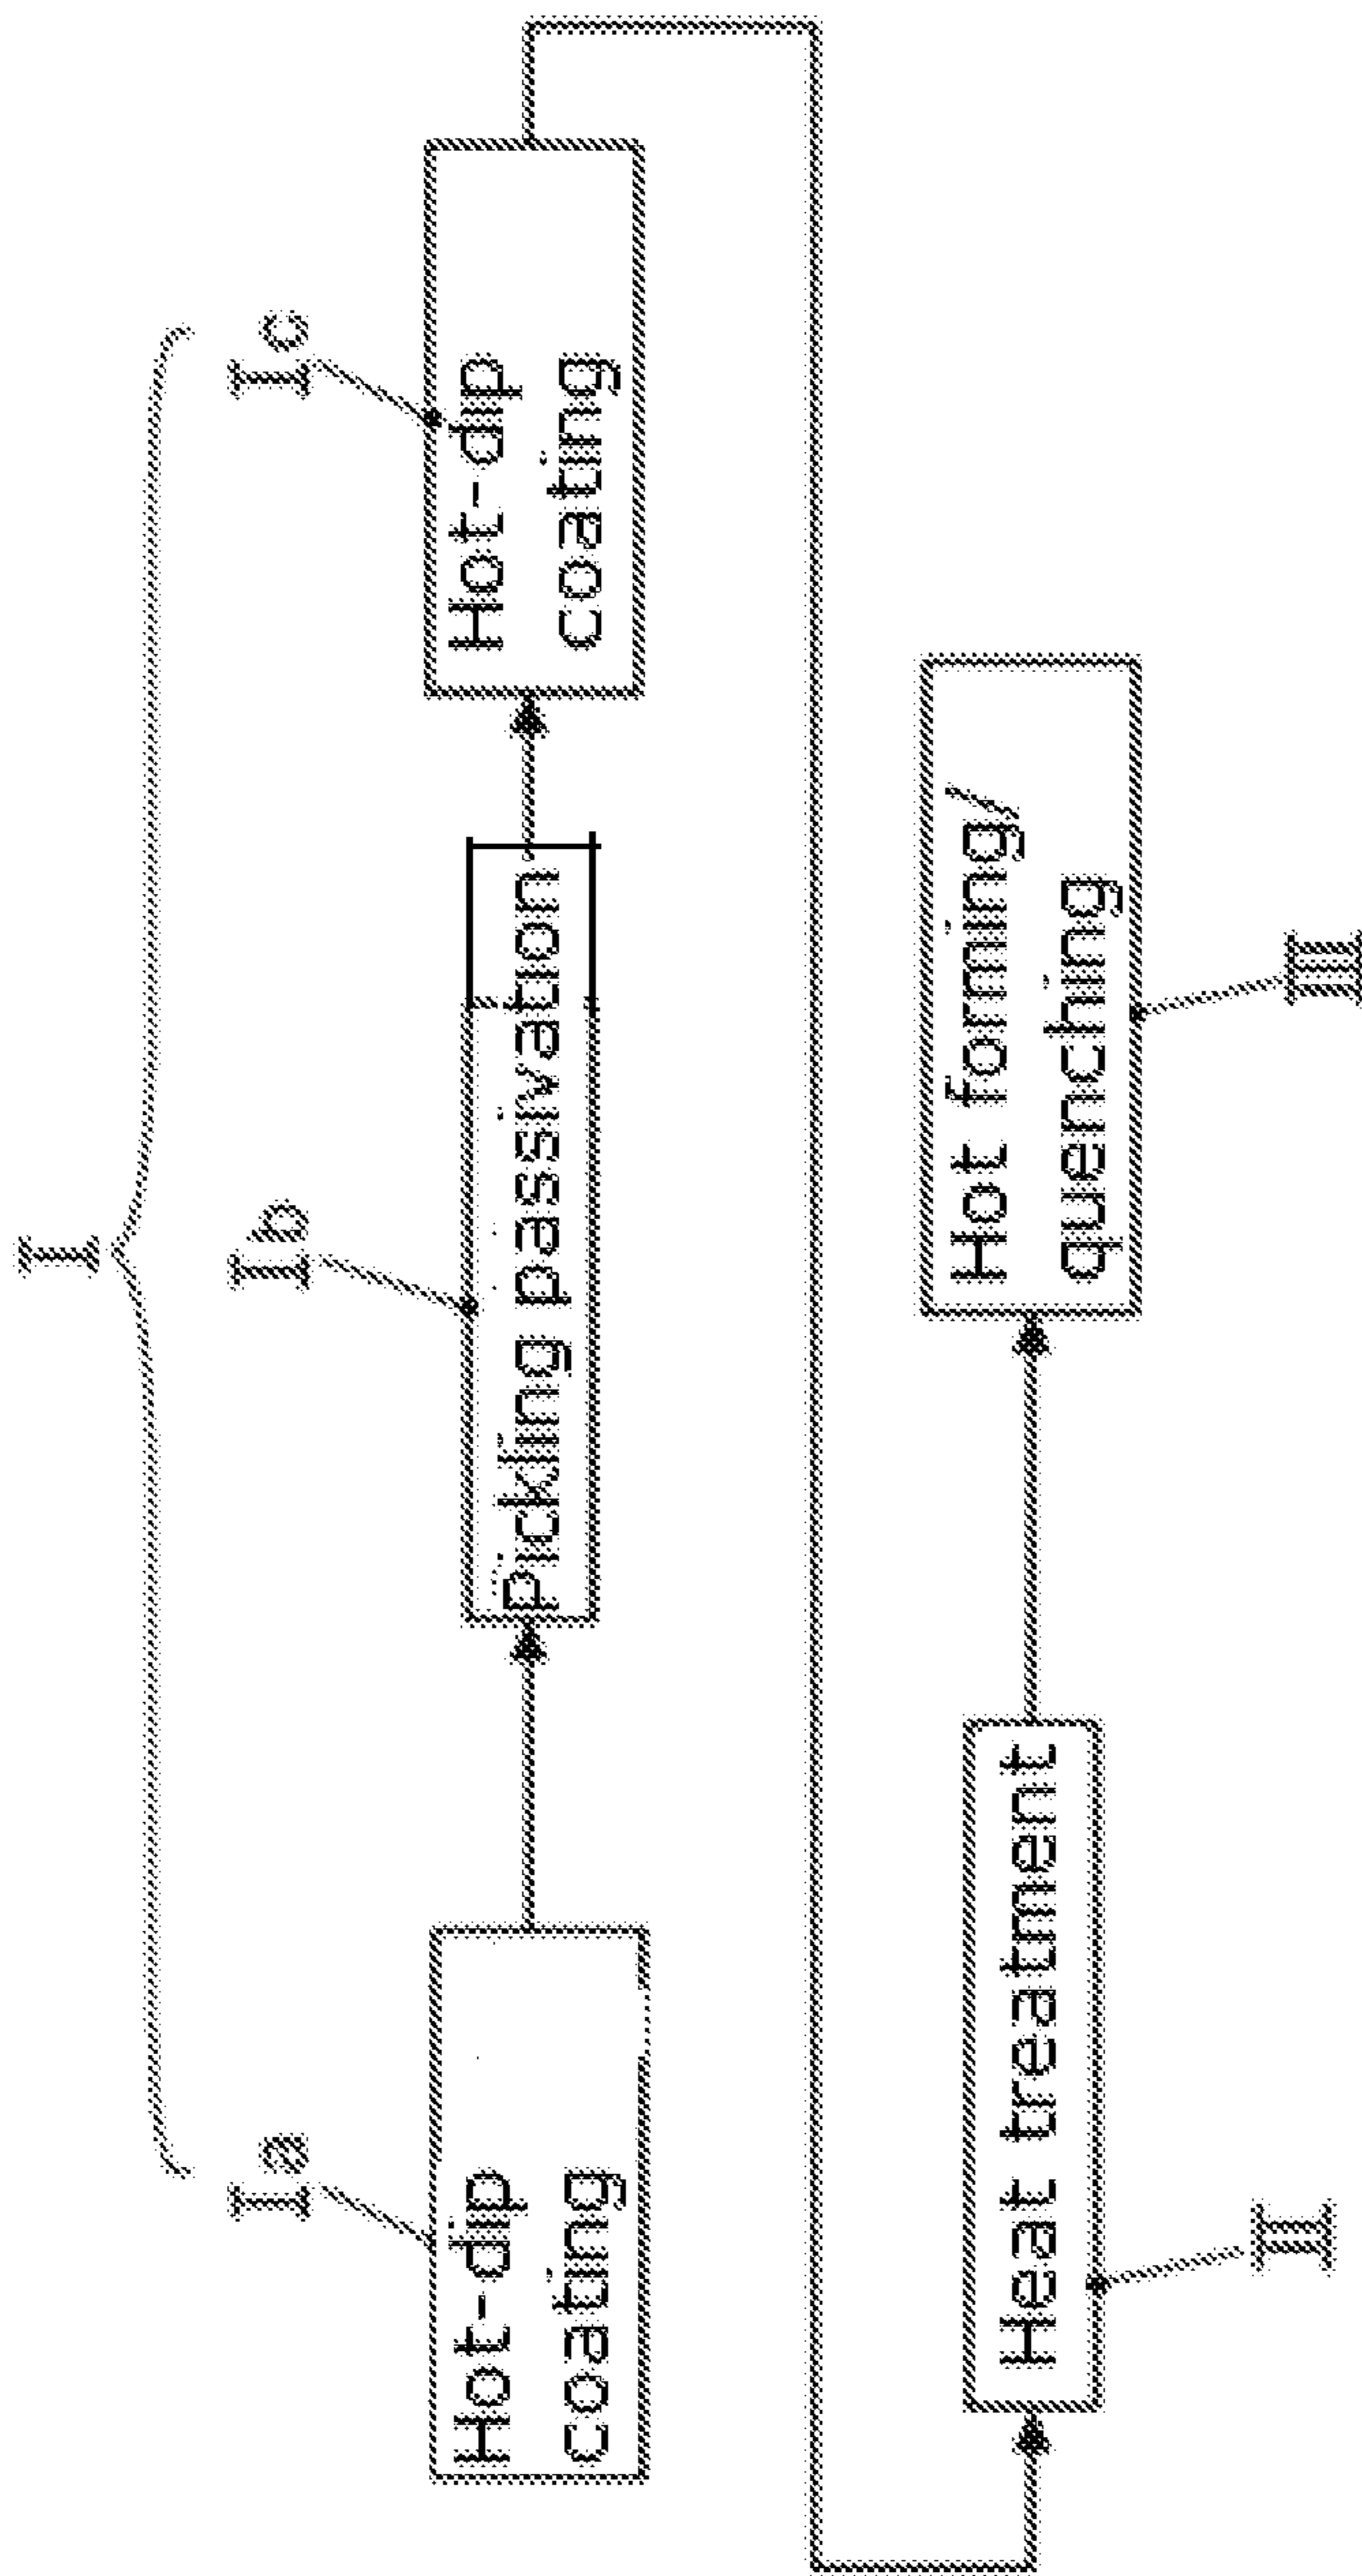 I
Ia
Ib
Ic
Hot-dip
coating
Pickling passivation
Hot-dip
coating
Heat treatment
Hot forming/
quenching
II
III